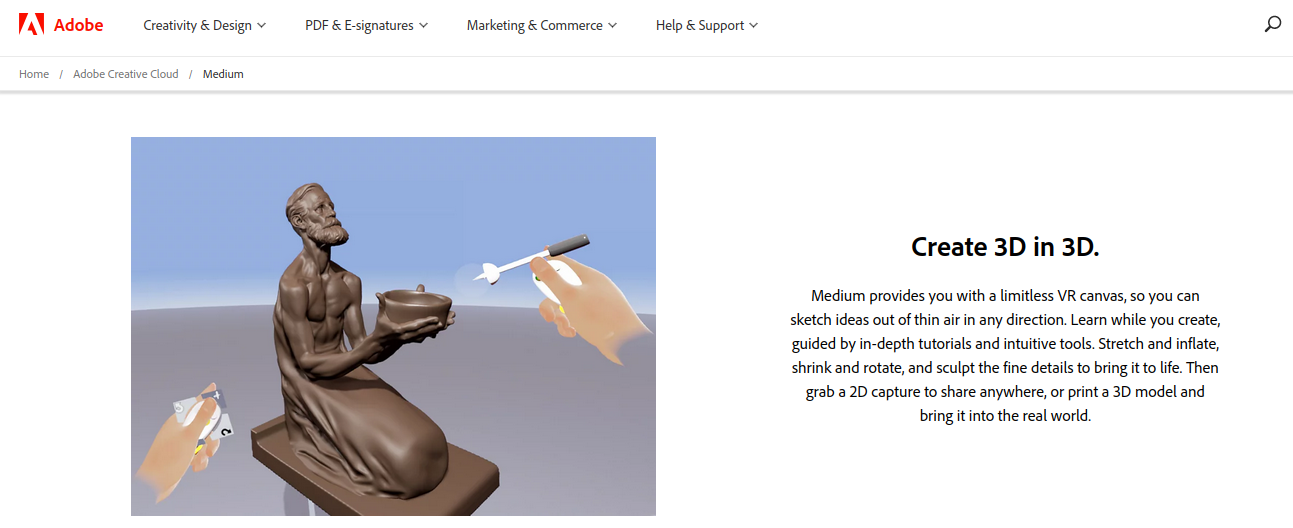 Adobe
Creativity & Design
PDF & E-signatures
Marketing & Commerce
Help & Support
Home / Adobe Creative Cloud / Medium
Create 3D in 3D.
Medium provides you with a limitless VR canvas, so you can
sketch ideas out of thin air in any direction. Learn while you create,
guided by in-depth tutorials and intuitive tools. Stretch and inflate,
shrink and rotate, and sculpt the fine details to bring it to life. Then
grab a 2D capture to share anywhere, or print a 3D model and
bring it into the real world.